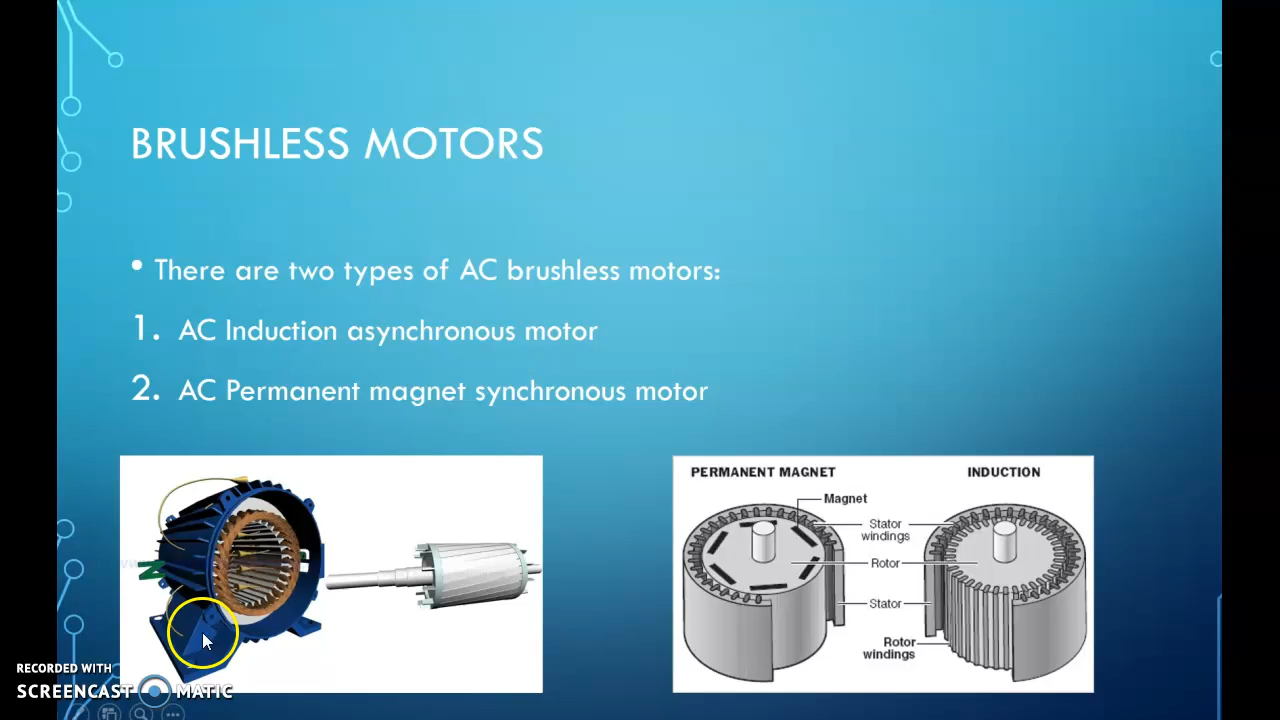 BRUSHLESS MOTORS
• There are two types of AC brushless motors:
1. AC Induction asynchronous motor
2. AC Permanent magnet synchronous motor
PERMANENT MAGNET
INDUCTION
Magnet
Stator
windings
Rotor
Stator
Rotor
windings
RECORDED WITH
SCREENCAST MATIC